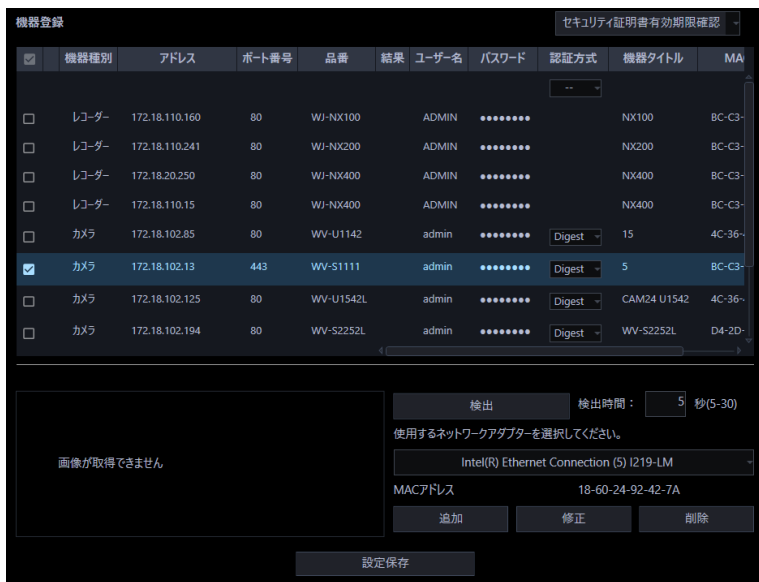 機器登録
セキュリティ証明書有効期限確認
機器種別 アドレス ポート番号 品番 結果 ユーザー名 パスワード 認証方式 機器タイトル MA
--
レコーダー 172.18.110.160 80 WJ-NX100 ADMIN ●●●●●●●● NX100 BC-C3-
レコーダー 172.18.110.241 80 WJ-NX200 ADMIN ●●●●●●●● NX200 BC-C3-
レコーダー 172.18.20.250 80 WJ-NX400 ADMIN ●●●●●●●● NX400 BC-C3-
レコーダー 172.18.110.15 80 WJ-NX400 ADMIN ●●●●●●●● NX400 BC-C3-
カメラ 172.18.102.85 80 WV-U1142 admin ●●●●●●●● Digest 15 4C-36-
カメラ 172.18.102.13 443 WV-S1111 admin ●●●●●●●● Digest 5 BC-C3-
カメラ 172.18.102.125 80 WV-U1542L admin ●●●●●●●● Digest CAM24 U1542 4C-36-
カメラ 172.18.102.194 80 WV-S2252L admin ●●●●●●●● Digest WV-S2252L D4-2D-
画像が取得できません
検出 検出時間： 5 秒(5-30)
使用するネットワークアダプターを選択してください。
Intel(R) Ethernet Connection (5) I219-LM
MACアドレス 18-60-24-92-42-7A
追加 修正 削除
設定保存